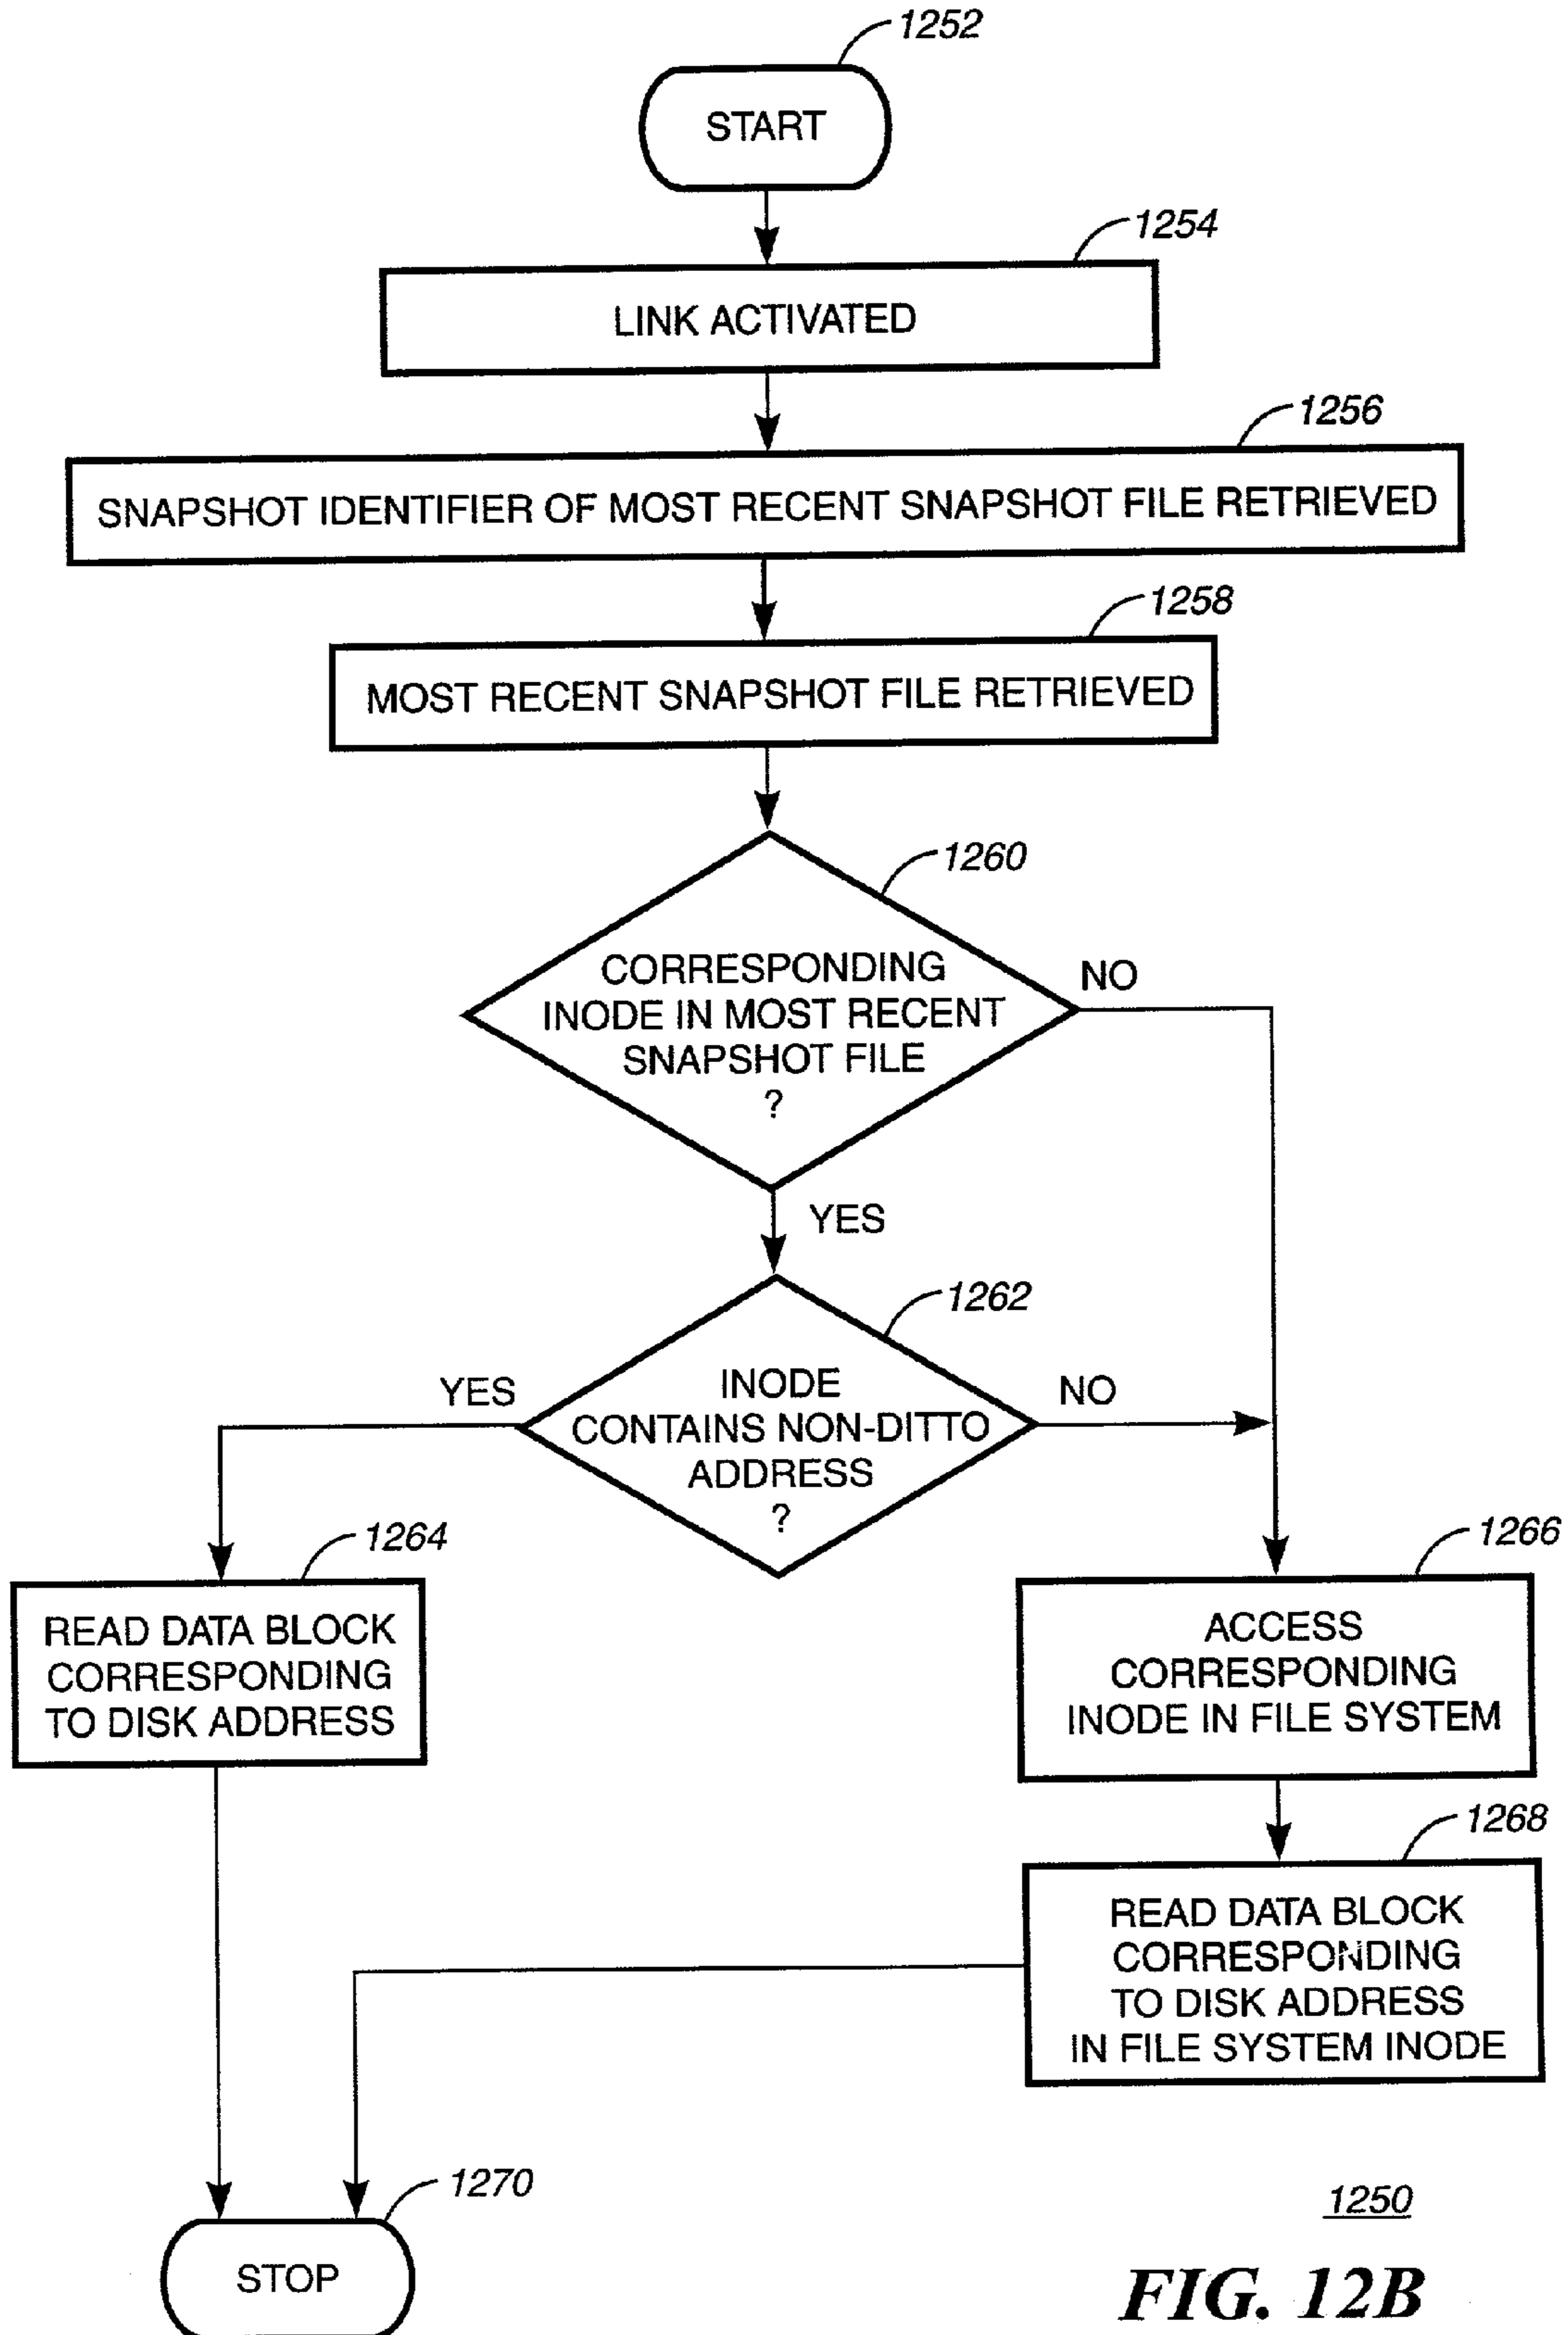 1252
START
1254
LINK ACTIVATED
1256
SNAPSHOT IDENTIFIER OF MOST RECENT SNAPSHOT FILE RETRIEVED
1258
MOST RECENT SNAPSHOT FILE RETRIEVED
1260
CORRESPONDING
INODE IN MOST RECENT
SNAPSHOT FILE
?
NO
YES
1262
INODE
CONTAINS NON-DITTO
ADDRESS
?
YES
NO
1264
READ DATA BLOCK
CORRESPONDING
TO DISK ADDRESS
1266
ACCESS
CORRESPONDING
INODE IN FILE SYSTEM
1268
READ DATA BLOCK
CORRESPONDING
TO DISK ADDRESS
IN FILE SYSTEM INODE
1270
STOP
1250
FIG. 12B